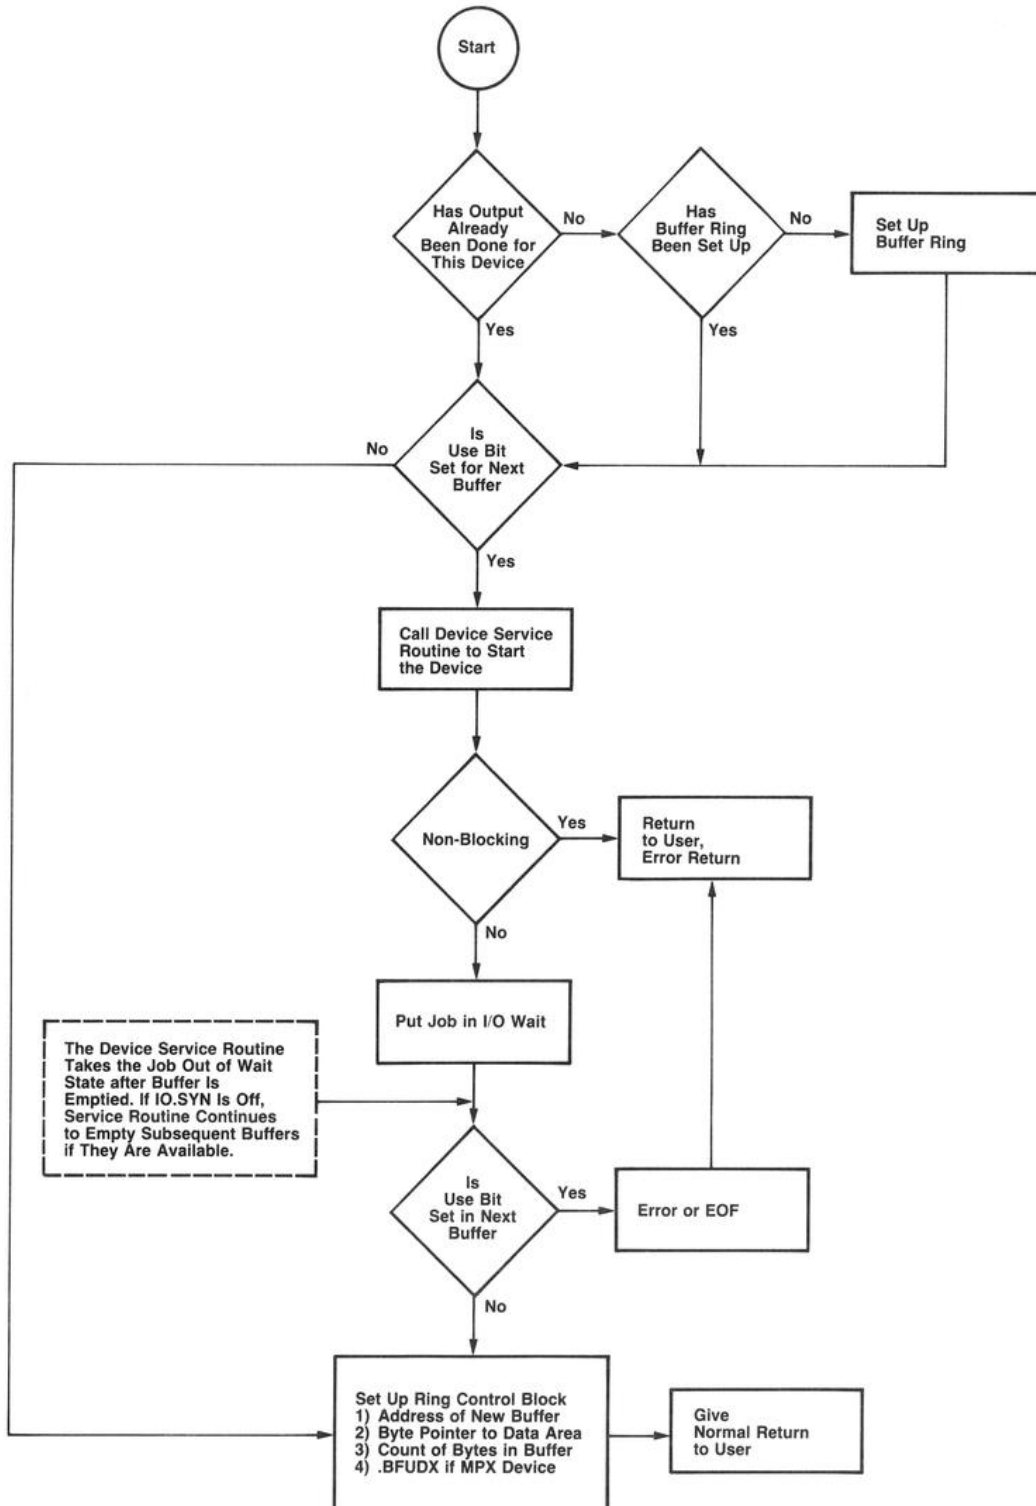 Start
Has Output
Already
Been Done for
This Device
No
Has
Buffer Ring
Been Set Up
No
Set Up
Buffer Ring
Yes
Yes
No
Is
Use Bit
Set for Next
Buffer
Yes
Call Device Service
Routine to Start
the Device
Non-Blocking
Yes
Return
to User,
Error Return
No
Put Job in I/O Wait
The Device Service Routine
Takes the Job Out of Wait
State after Buffer Is
Emptied. If IO.SYN Is Off,
Service Routine Continues
to Empty Subsequent Buffers
if They Are Available.
Is
Use Bit
Set in Next
Buffer
Yes
Error or EOF
No
Set Up Ring Control Block
1) Address of New Buffer
2) Byte Pointer to Data Area
3) Count of Bytes in Buffer
4) .BFUDX if MPX Device
Give
Normal Return
to User